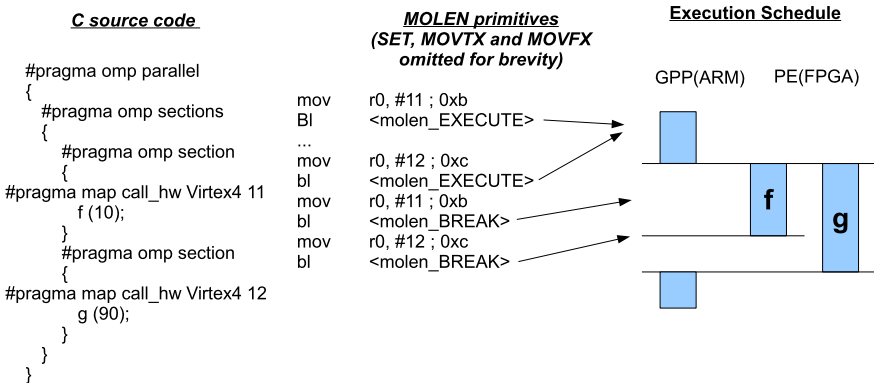 C source code
#pragma omp parallel
{
#pragma omp sections
{
#pragma omp section
{
#pragma map call_hw Virtex4 11
f (10);
}
#pragma omp section
{
#pragma map call_hw Virtex4 12
g (90);
}
}
}
MOLEN primitives
(SET, MOVTX and MOVFX
omitted for brevity)
mov r0, #11 ; 0xb
Bl <molen_EXECUTE>
...
mov r0, #12 ; 0xc
bl <molen_EXECUTE>
mov r0, #11 ; 0xb
bl <molen_BREAK>
mov r0, #12 ; 0xc
bl <molen_BREAK>
Execution Schedule
GPP(ARM) PE(FPGA)
f
g